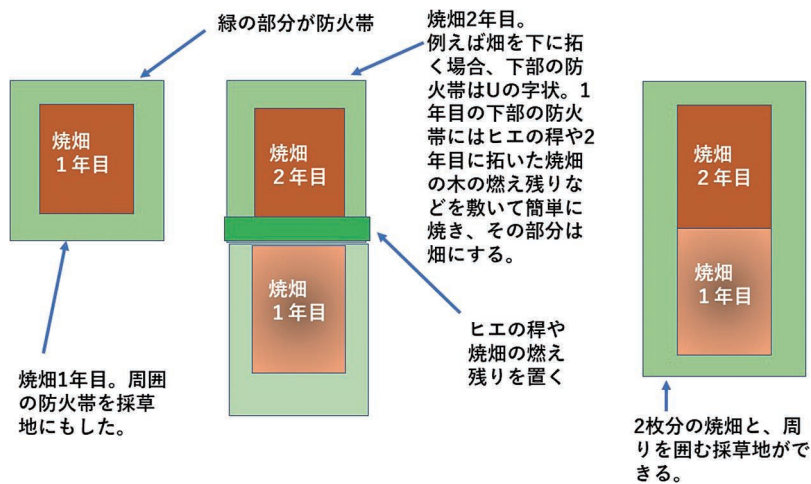 緑の部分が防火帯
焼畑
１年目
焼畑1年目。周囲
の防火帯を採草
地にもした。
焼畑2年目。
例えば畑を下に拓
く場合、下部の防
火帯はUの字状。1
年目の下部の防火
帯にはヒエの稈や2
年目に拓いた焼畑
の木の燃え残りな
どを敷いて簡単に
焼き、その部分は
畑にする。
焼畑
２年目
焼畑
１年目
ヒエの稈や
焼畑の燃え
残りを置く
焼畑
２年目
焼畑
１年目
2枚分の焼畑と、周
りを囲む採草地がで
きる。